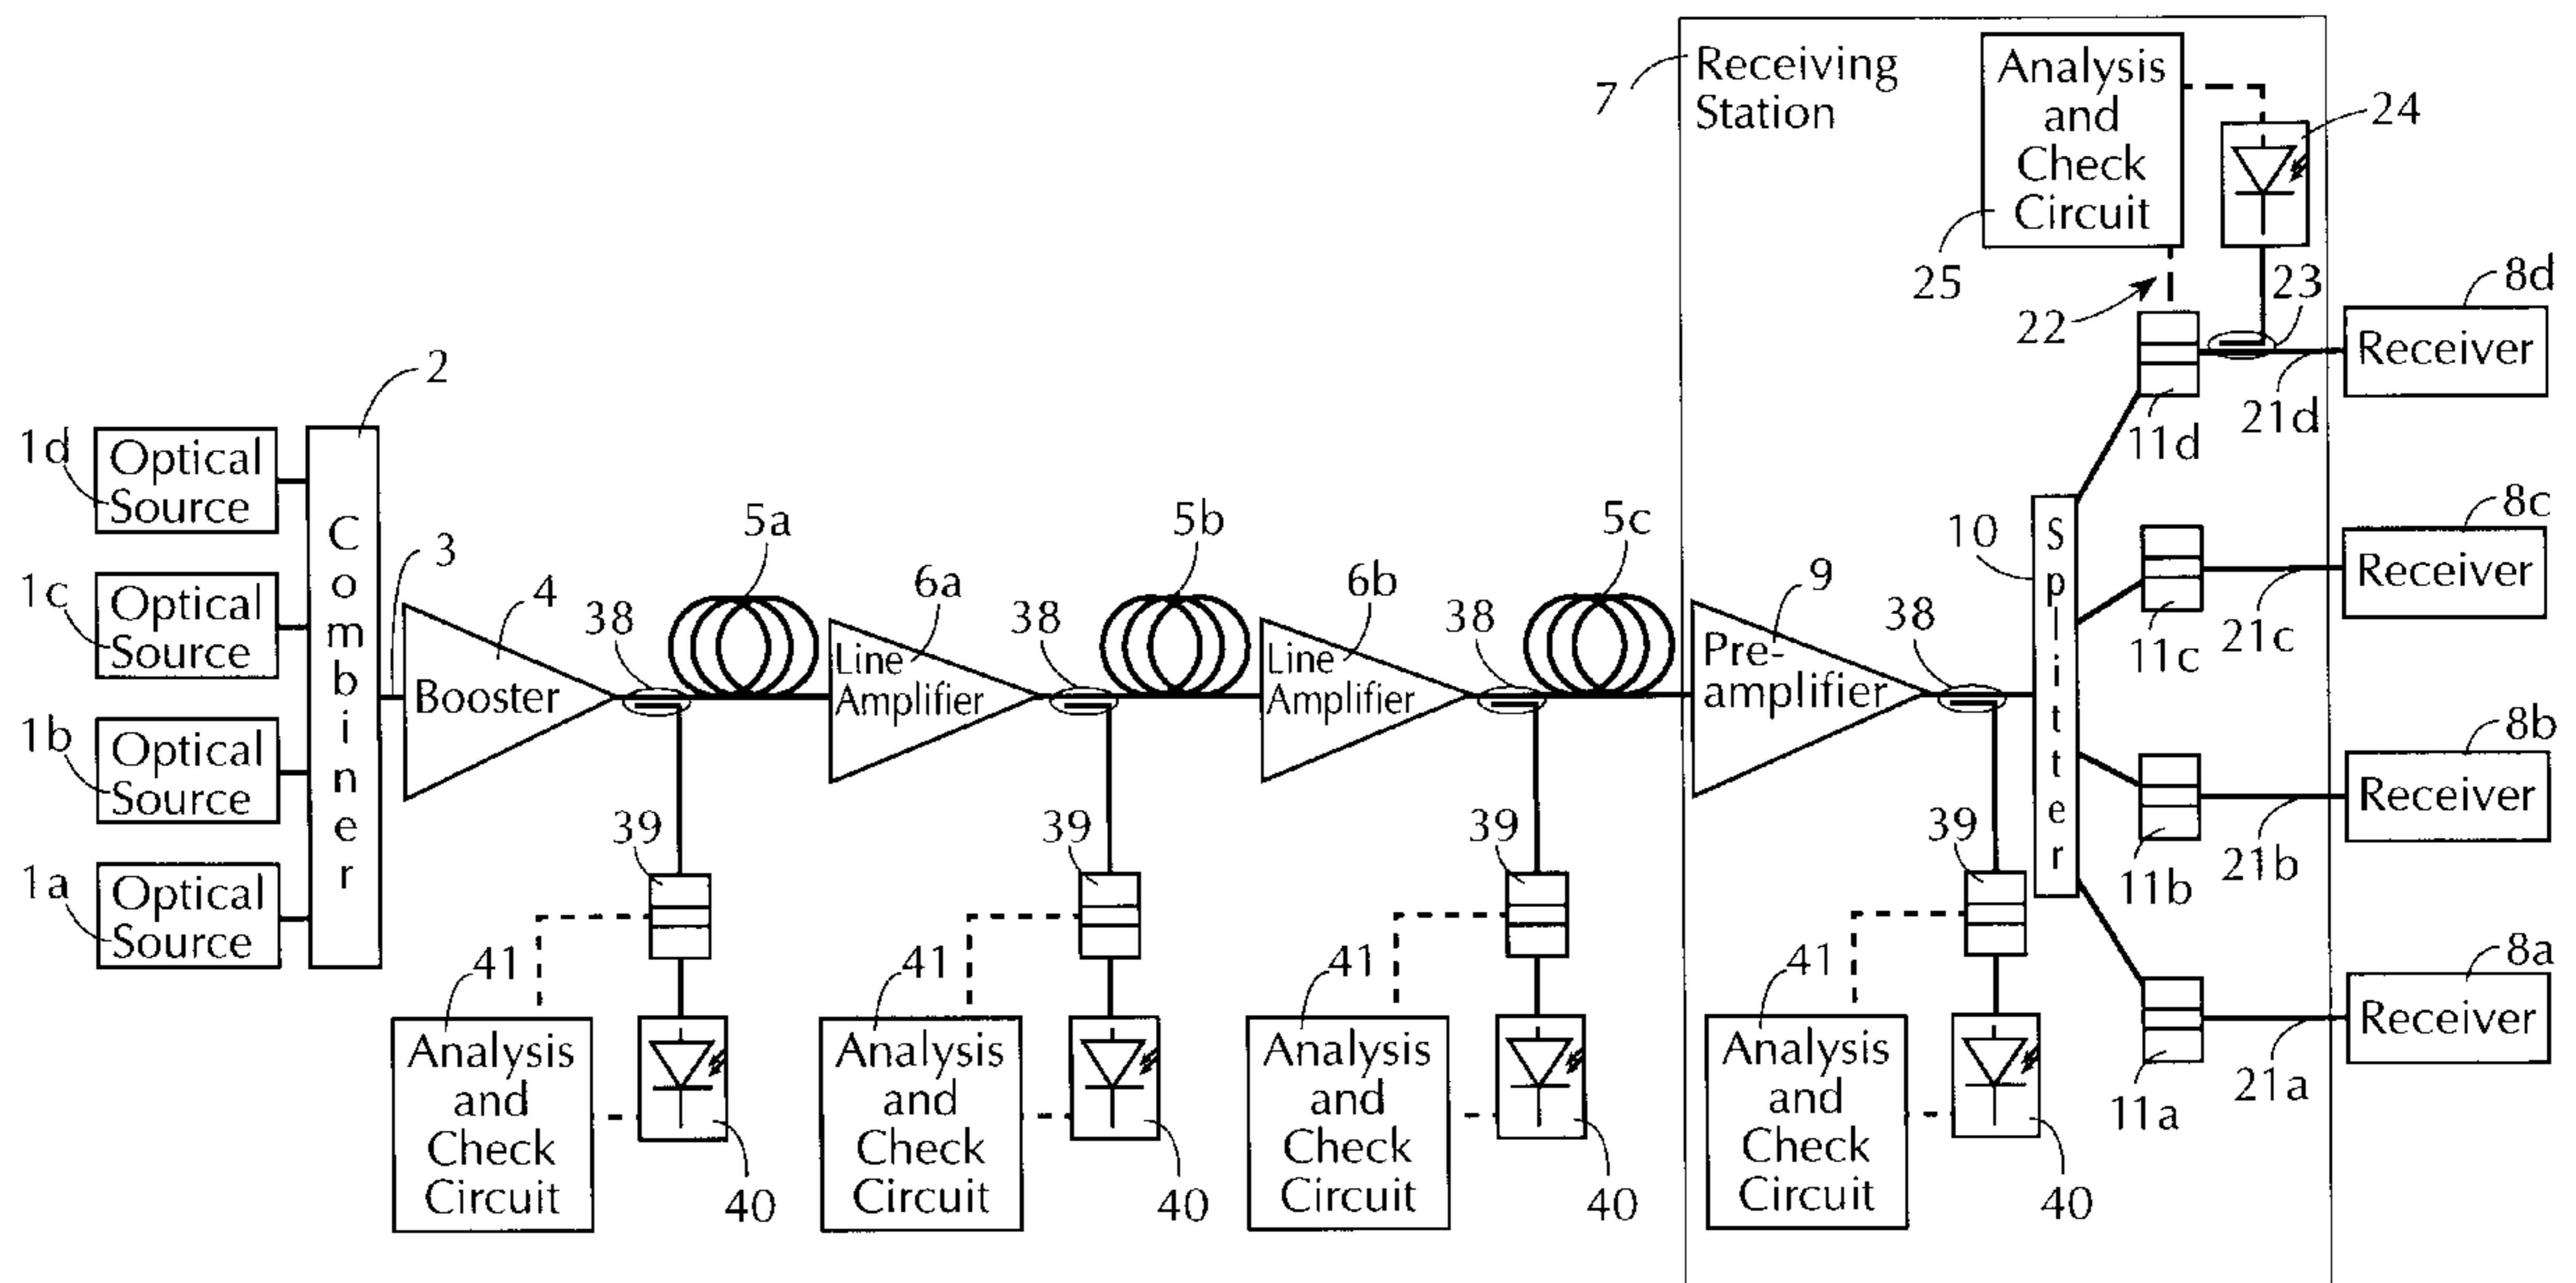 7
Receiving
Station
Analysis
and
Check
Circuit
25
24
22
23
8d
Receiver
21d
11d
2
1d
Optical
Source
1c
Optical
Source
1b
Optical
Source
1a
Optical
Source
Combiner
3
4
Booster
38
5a
6a
Line
Amplifier
38
5b
6b
Line
Amplifier
38
5c
9
Pre-
amplifier
38
10
Splitter
8c
Receiver
21c
11c
8b
Receiver
21b
11b
8a
Receiver
21a
11a
39
41
Analysis
and
Check
Circuit
40
39
41
Analysis
and
Check
Circuit
40
39
41
Analysis
and
Check
Circuit
40
39
41
Analysis
and
Check
Circuit
40